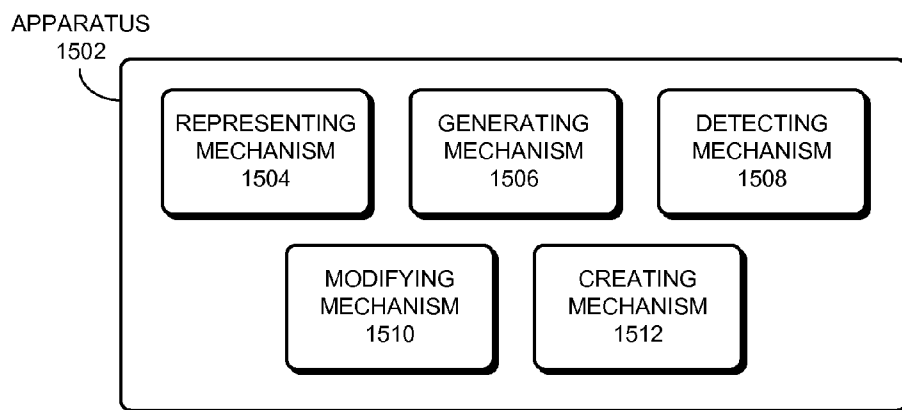 APPARATUS
1502
REPRESENTING
MECHANISM
1504
GENERATING
MECHANISM
1506
DETECTING
MECHANISM
1508
MODIFYING
MECHANISM
1510
CREATING
MECHANISM
1512